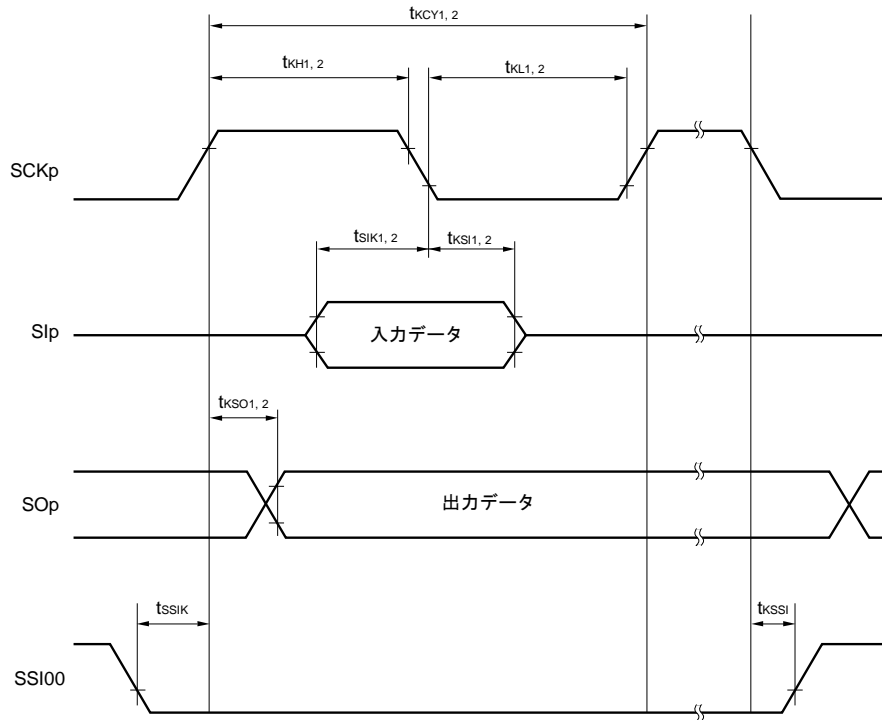 tKCY1, 2
tKH1, 2
tKL1, 2
SCKp
tSIK1, 2
tKSI1, 2
SIp
入力データ
tKSO1, 2
SOp
出力データ
tSSIK
tKSSI
SSI00